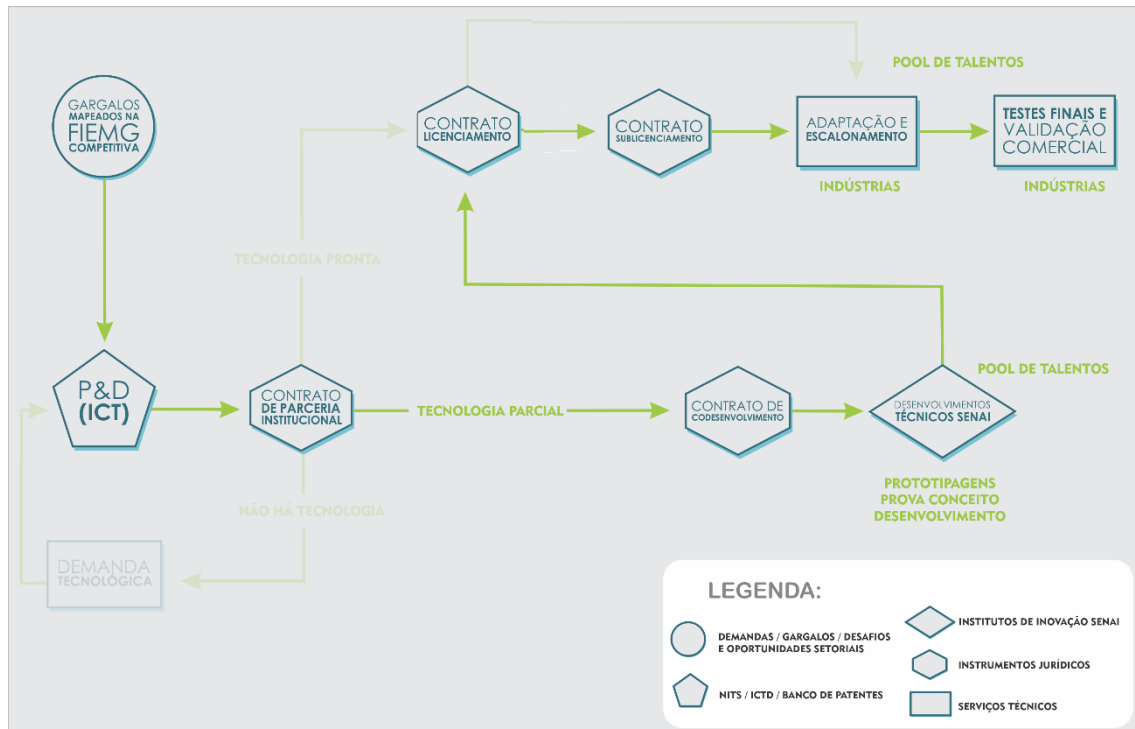 POOL DE TALENTOS
GARGALOS
MAPEADOS NA
FIEMG
COMPETITIVA
CONTRATO
LICENCIAMENTO
CONTRATO
SUBLICENCIAMENTO
ADAPTAÇÃO E
ESCALONAMENTO
TESTES FINAIS E
VALIDAÇÃO
COMERCIAL
INDÚSTRIAS
INDÚSTRIAS
TECNOLOGIA PRONTA
POOL DE TALENTOS
P&D
(ICT)
CONTRATO
DE PARCERIA
INSTITUCIONAL
TECNOLOGIA PARCIAL
CONTRATO DE
CODESENVOLVIMENTO
DESENVOLVIMENTOS
TÉCNICOS SENAI
PROTOTIPAGENS
PROVA CONCEITO
DESENVOLVIMENTO
NÃO HÁ TECNOLOGIA
DEMANDA
TECNOLÓGICA
LEGENDA:
DEMANDAS / GARGALOS / DESAFIOS
E OPORTUNIDADES SETORIAIS
NITS / ICTD / BANCO DE PATENTES
INSTITUTOS DE INOVAÇÃO SENAI
INSTRUMENTOS JURÍDICOS
SERVIÇOS TÉCNICOS